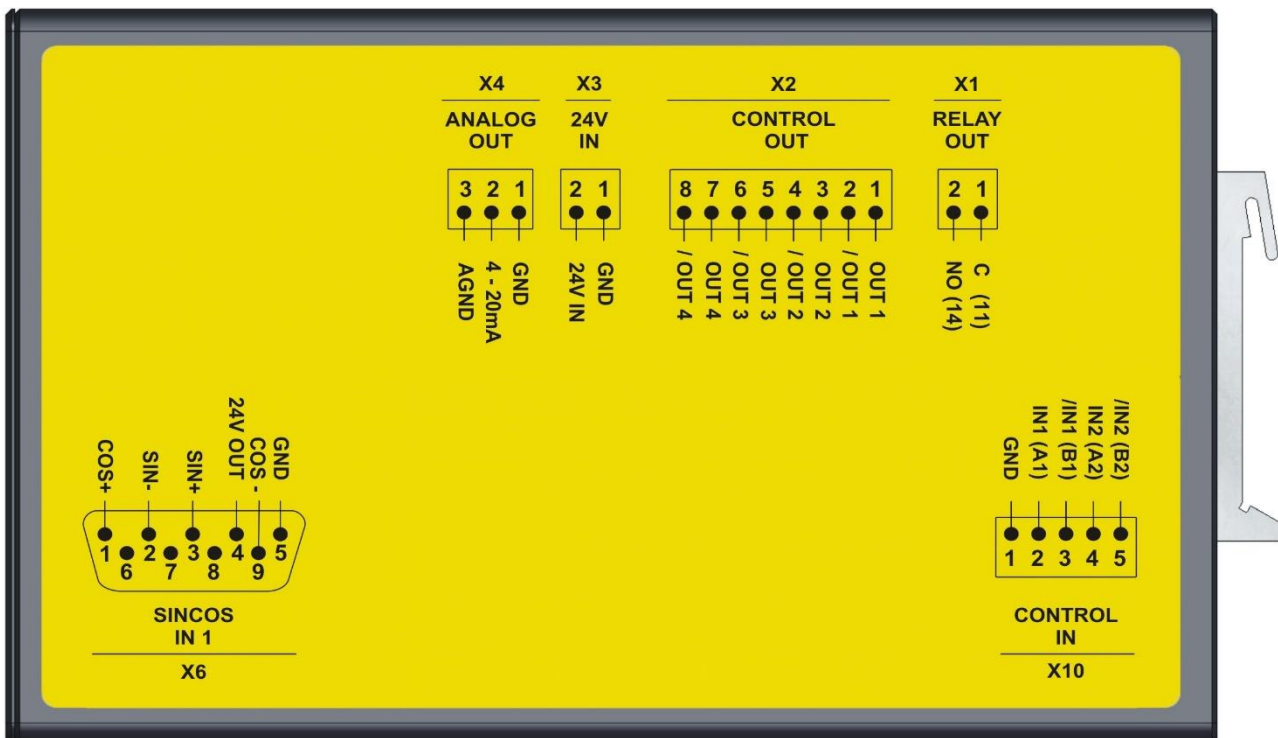 X4
ANALOG
OUT
3 2 1
AGND
4 - 20mA
GND
X3
24V
IN
2 1
24V IN
GND
X2
CONTROL
OUT
8 7 6 5 4 3 2 1
/ OUT 4
OUT 4
/ OUT 3
OUT 3
/ OUT 2
OUT 2
/ OUT 1
OUT 1
X1
RELAY
OUT
2 1
NO (14)
C (11)
COS+
SIN-
SIN+
24V OUT
COS -
GND
1 2 3 4 5
6 7 8 9
SINCOS
IN 1
X6
GND
IN1 (A1)
/IN1 (B1)
IN2 (A2)
/IN2 (B2)
1 2 3 4 5
CONTROL
IN
X10